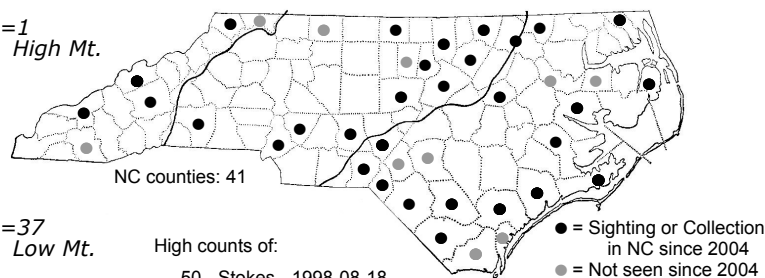 =1
High Mt.
NC counties: 41
=37
Low Mt.
High counts of:
50 - Stokes - 1998-08-18
● = Sighting or Collection
in NC since 2004
● = Not seen since 2004